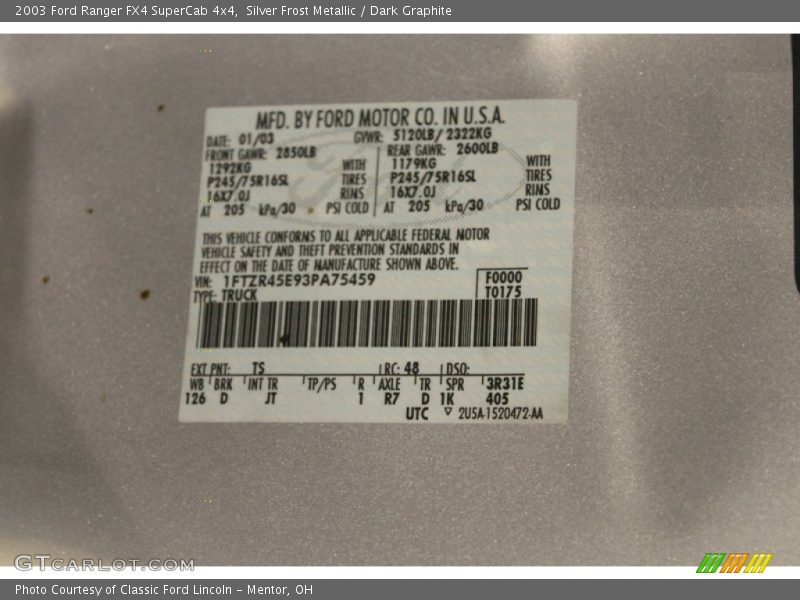 2003 Ford Ranger FX4 SuperCab 4x4, Silver Frost Metallic / Dark Graphite
MFD. BY FORD MOTOR CO. IN U.S.A.
DATE: 01/03 GVWR: 5120LB/ 2322KG
FRONT GAWR: 2850LB REAR GAWR: 2600LB
1292KG WITH 1179KG WITH
P245/75R16SL TIRES P245/75R16SL TIRES
16X7.0J RIMS 16X7.0J RIMS
AT 205 kPa/30 PSI COLD AT 205 kPa/30 PSI COLD
THIS VEHICLE CONFORMS TO ALL APPLICABLE FEDERAL MOTOR
VEHICLE SAFETY AND THEFT PREVENTION STANDARDS IN
EFFECT ON THE DATE OF MANUFACTURE SHOWN ABOVE.
VIN: 1FTZR45E93PA75459 F0000
TYPE: TRUCK T0175
EXT PNT: TS RC: 48 DSO:
WB BRK INT TR TP/PS R AXLE TR SPR 3R31E
126 D JT 1 R7 D 1K 405
UTC ▽ 2U5A-1520472-AA
GTCARLOT.COM
Photo Courtesy of Classic Ford Lincoln - Mentor, OH